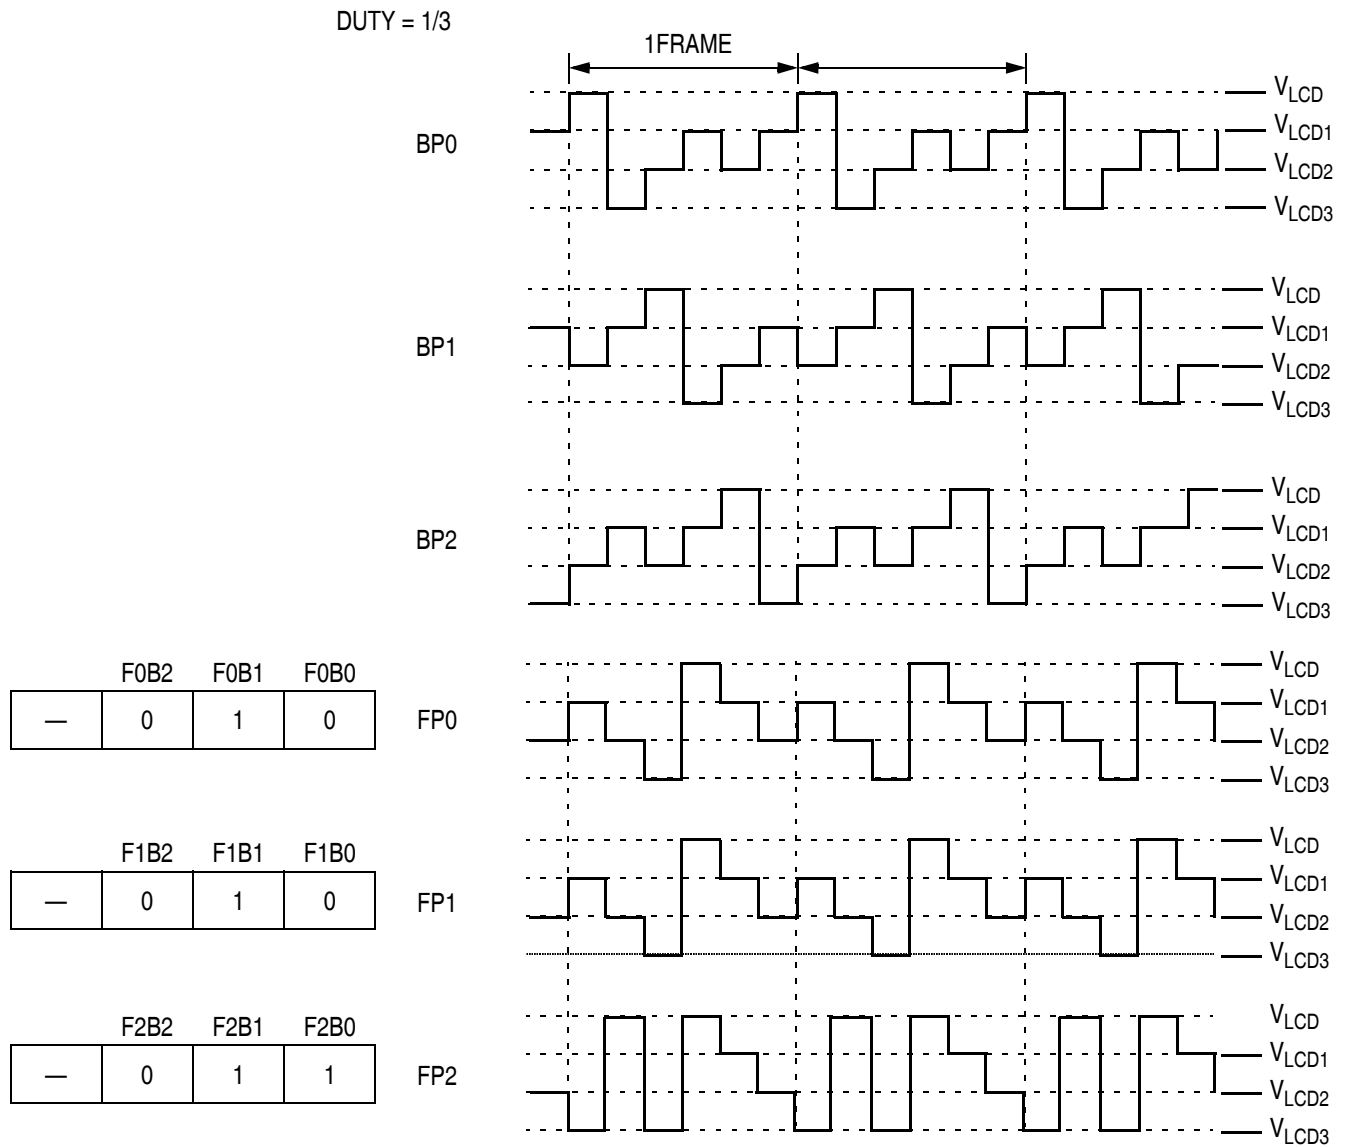 DUTY = 1/3
1FRAME
BP0
VLCD
VLCD1
VLCD2
VLCD3
BP1
VLCD
VLCD1
VLCD2
VLCD3
BP2
VLCD
VLCD1
VLCD2
VLCD3
F0B2 F0B1 F0B0
— 0 1 0
FP0
VLCD
VLCD1
VLCD2
VLCD3
F1B2 F1B1 F1B0
— 0 1 0
FP1
VLCD
VLCD1
VLCD2
VLCD3
F2B2 F2B1 F2B0
— 0 1 1
FP2
VLCD
VLCD1
VLCD2
VLCD3